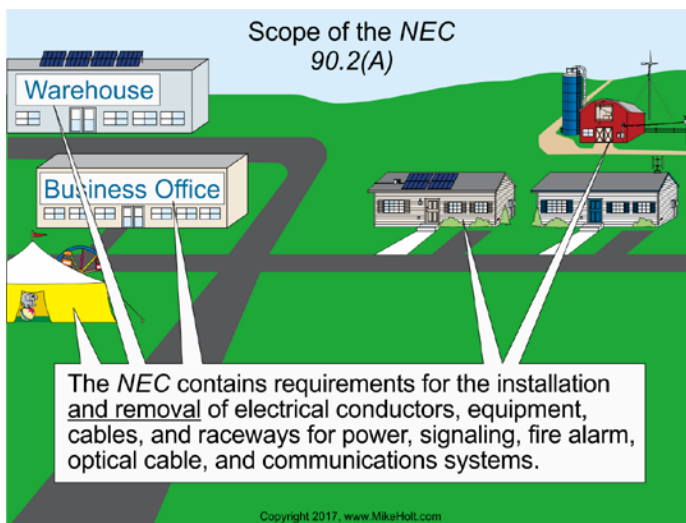 Scope of the NEC
90.2(A)
Warehouse
Business Office
The NEC contains requirements for the installation
and removal of electrical conductors, equipment,
cables, and raceways for power, signaling, fire alarm,
optical cable, and communications systems.
Copyright 2017, www.MikeHolt.com